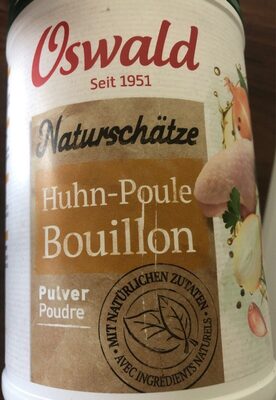 Oswald
Seit 1951
Naturschätze
Huhn-Poule
Bouillon
Pulver
Poudre
MIT NATÜRLICHEN ZUTATEN
AVEC INGRÉDIENTS NATURELS